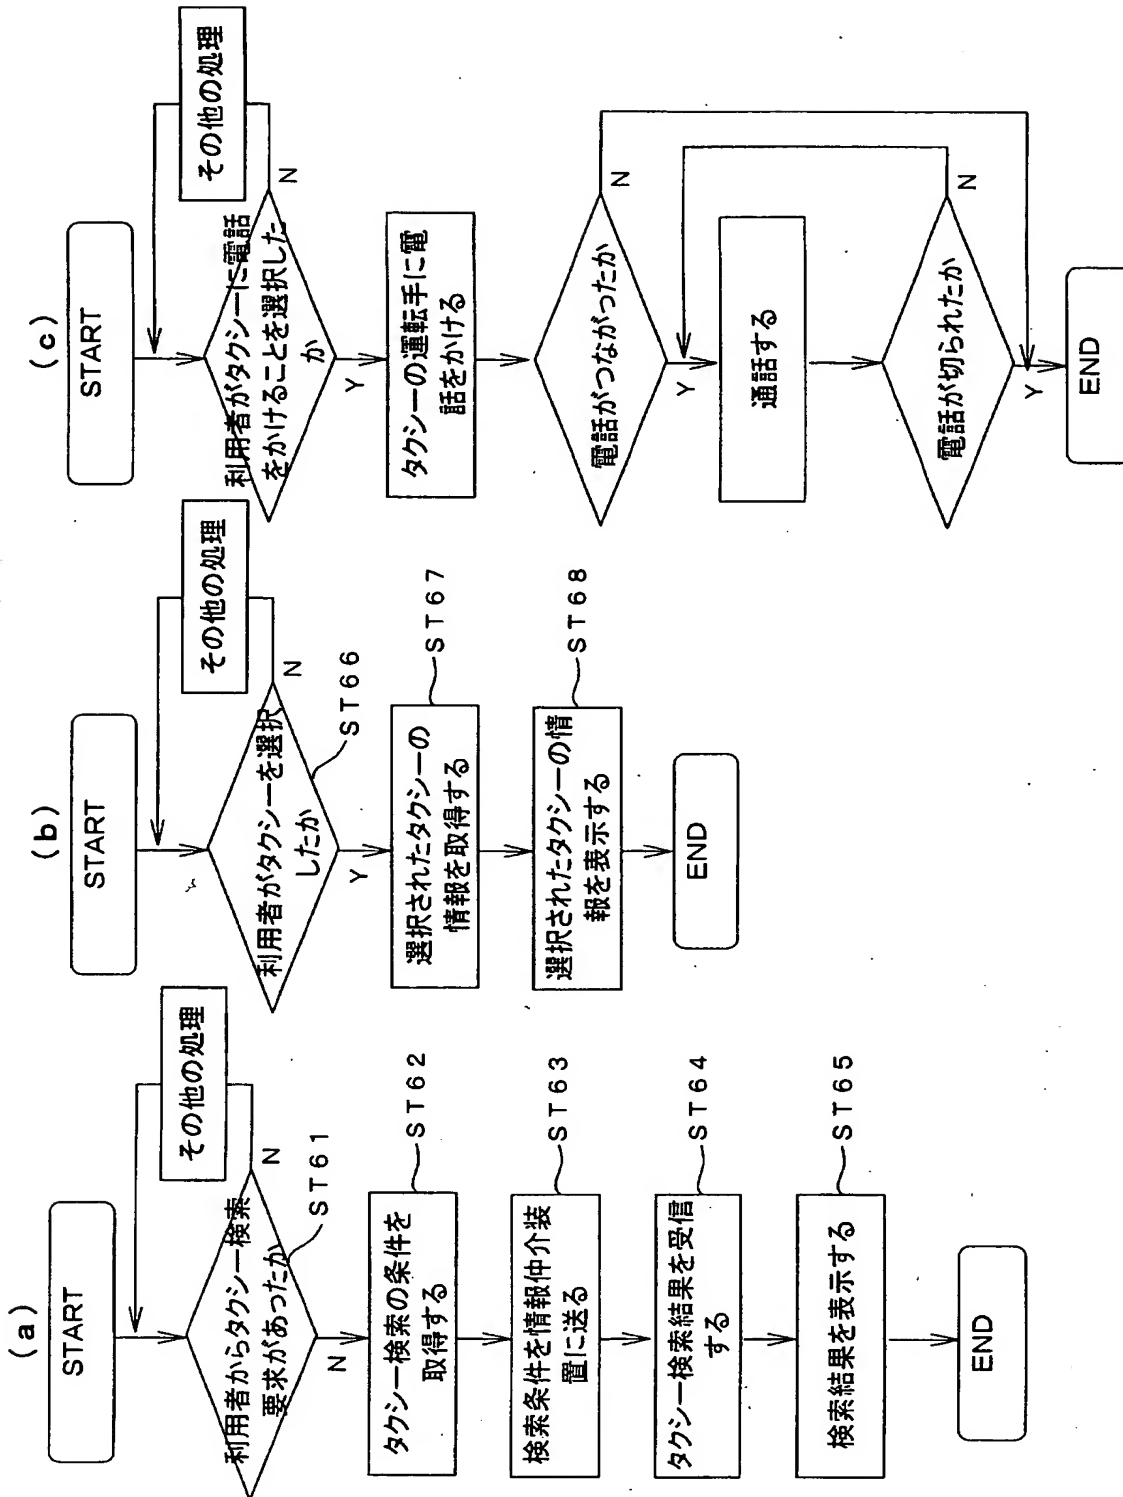 (a)
START
その他の処理
利用者からタクシー検索
要求があったか
N
ST61
N
タクシー検索の条件を
取得する
ST62
検索条件を情報仲介装
置に送る
ST63
タクシー検索結果を受信
する
ST64
検索結果を表示する
ST65
END
(b)
START
その他の処理
利用者がタクシーを選択
したか
N
ST66
Y
選択されたタクシーの
情報を取得する
ST67
選択されたタクシーの情
報を表示する
ST68
END
(c)
START
その他の処理
利用者がタクシーに電話
をかけることを選択した
か
N
Y
タクシーの運転手に電
話をかける
電話がつながったか
N
Y
通話する
電話が切られたか
N
Y
END